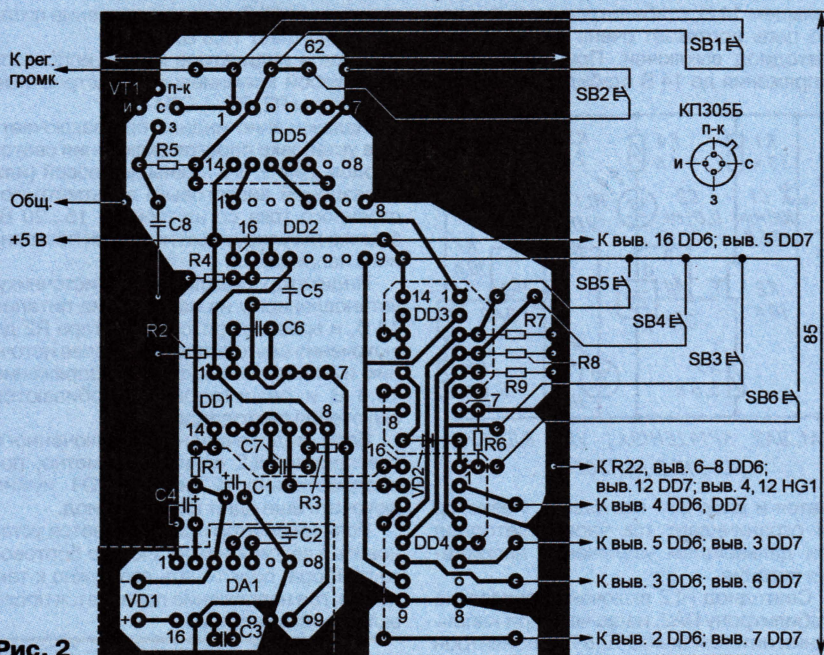 62
К рег.
громк.
VT1
п-к
и
с
з
1
7
R5
DD5
14
8
1
8
Общ.
C8
DD2
+5 В
16
9
R4
C5
C6
R2
1
7
DD1
14
8
C7
R1
C1
R3
C4
+
+
1
C2
8
DA1
VD1
+
16
C3
9
14
1
DD3
R7
R8
R9
8
7
R6
16
1
VD2
DD4
9
8
SB1
SB2
КП305Б
п-к
и
с
з
К выв. 16 DD6; выв. 5 DD7
SB5
SB4
SB3
SB6
85
К R22, выв. 6–8 DD6;
выв. 12 DD7; выв. 4, 12 HG1
К выв. 4 DD6, DD7
К выв. 5 DD6; выв. 3 DD7
К выв. 3 DD6; выв. 6 DD7
К выв. 2 DD6; выв. 7 DD7
Рис. 2